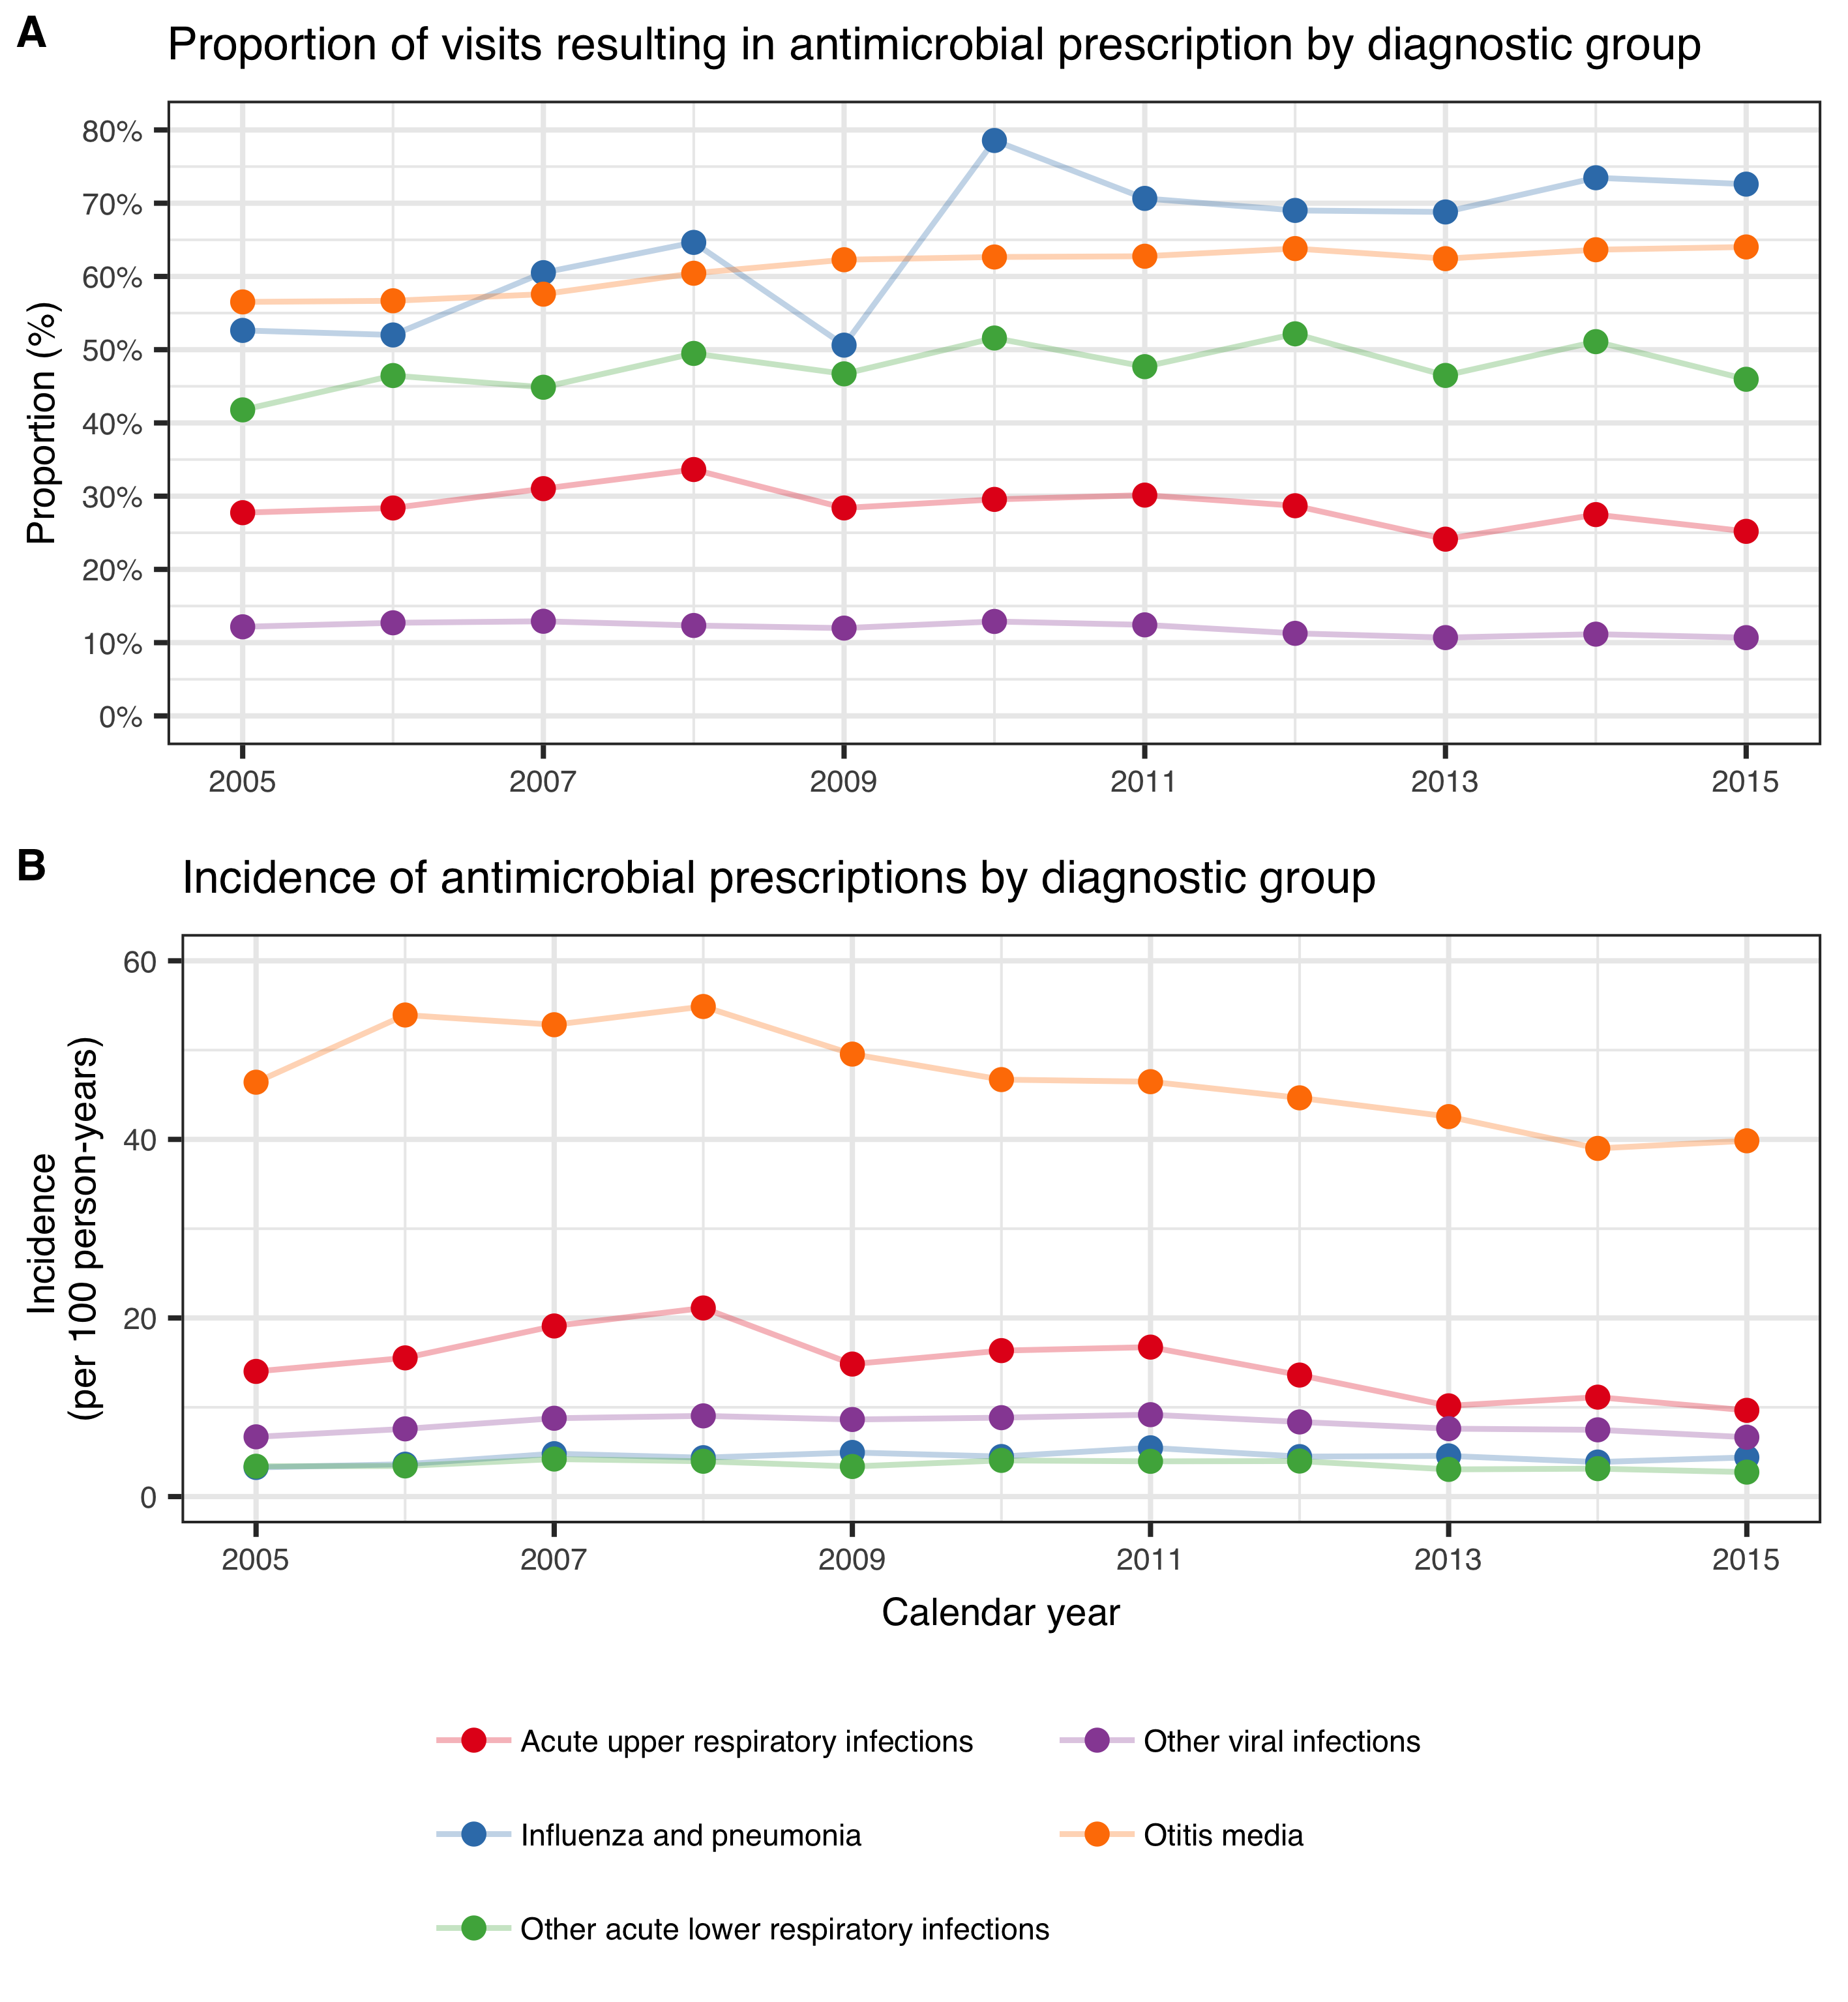 A
Proportion of visits resulting in antimicrobial prescription by diagnostic group
Proportion (%)
80%
70%
60%
50%
40%
30%
20%
10%
0%
2005 2007 2009 2011 2013 2015
B
Incidence of antimicrobial prescriptions by diagnostic group
Incidence
(per 100 person-years)
60
40
20
0
2005 2007 2009 2011 2013 2015
Calendar year
Acute upper respiratory infections
Other viral infections
Influenza and pneumonia
Otitis media
Other acute lower respiratory infections